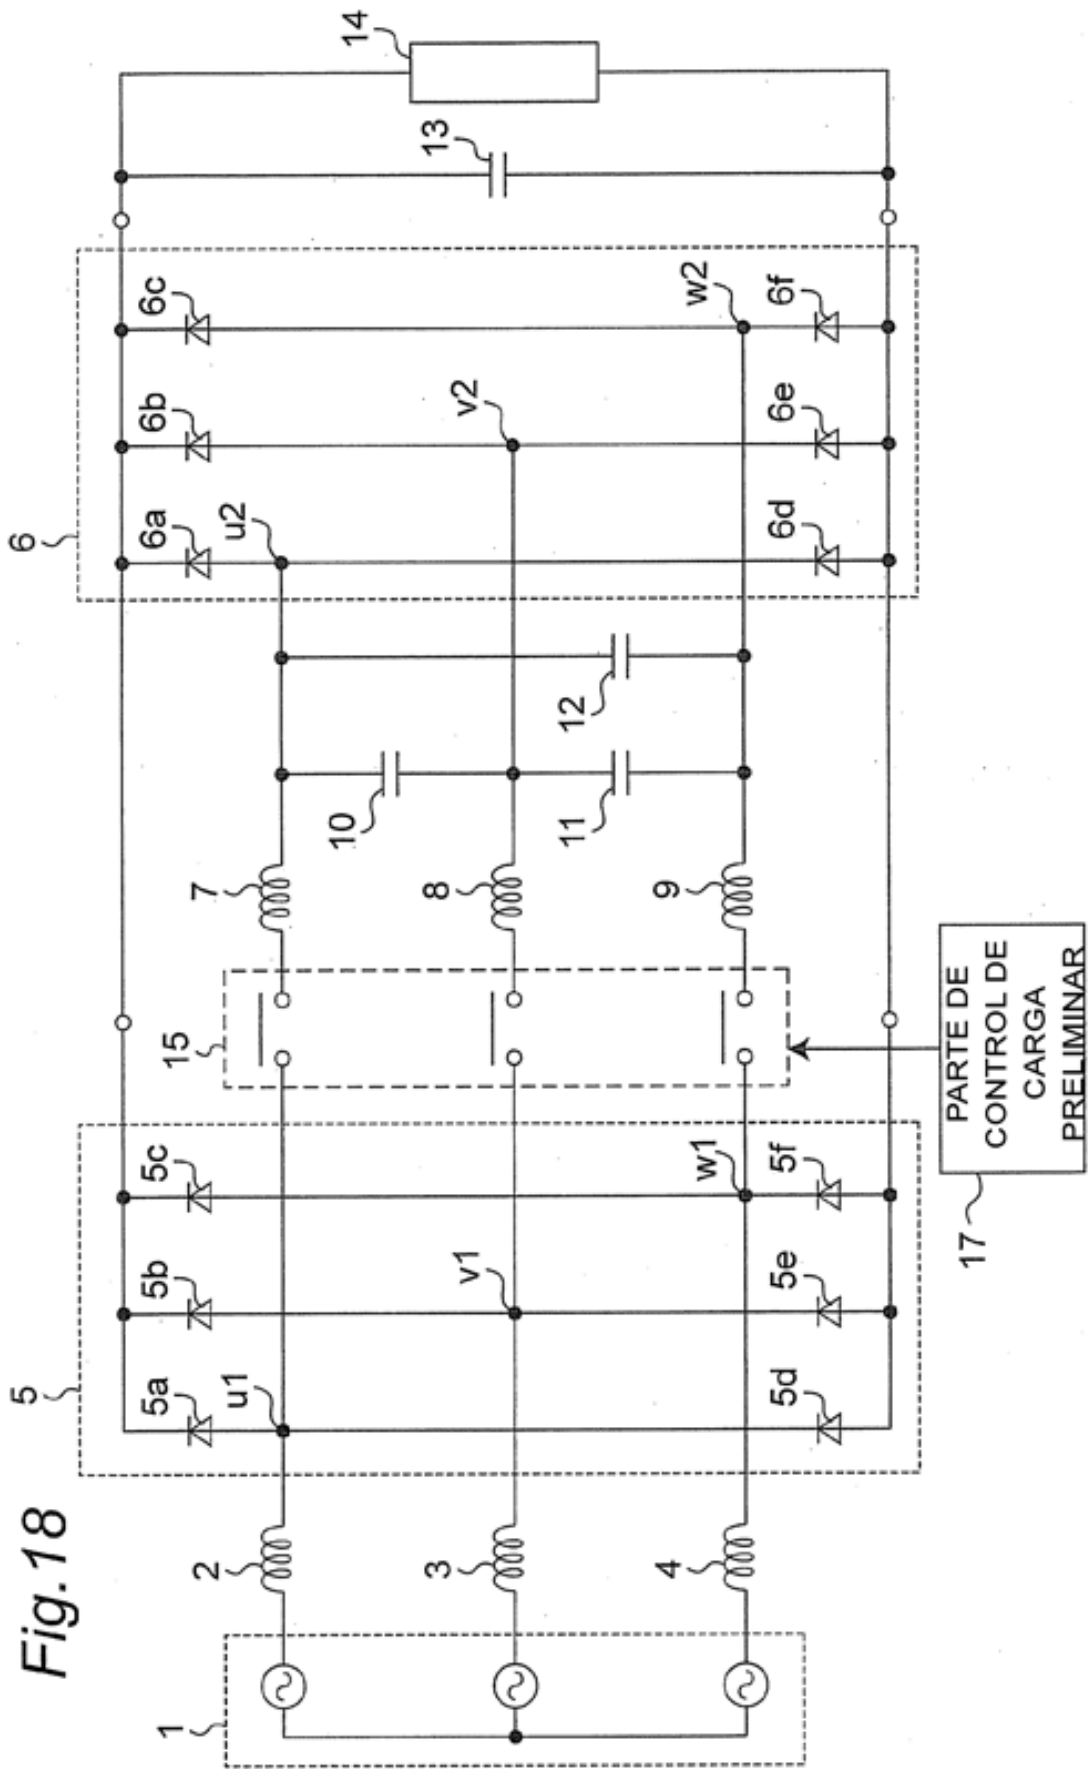 Fig.18
1
2
3
4
5
5a
5b
5c
u1
v1
w1
5d
5e
5f
15
17
PARTE DE
CONTROL DE
CARGA
PRELIMINAR
7
8
9
10
11
12
6
6a
6b
6c
u2
v2
w2
6d
6e
6f
13
14